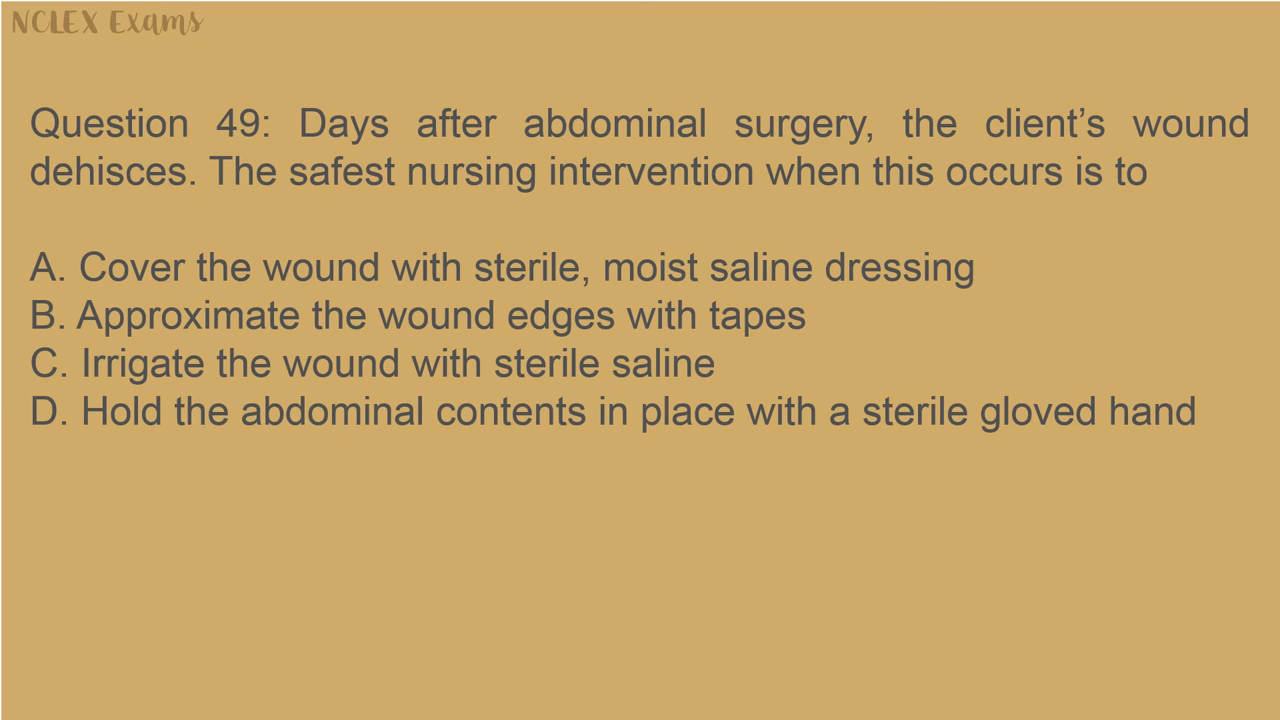 NCLEX Exams
Question 49: Days after abdominal surgery, the client’s wound
dehisces. The safest nursing intervention when this occurs is to
A. Cover the wound with sterile, moist saline dressing
B. Approximate the wound edges with tapes
C. Irrigate the wound with sterile saline
D. Hold the abdominal contents in place with a sterile gloved hand